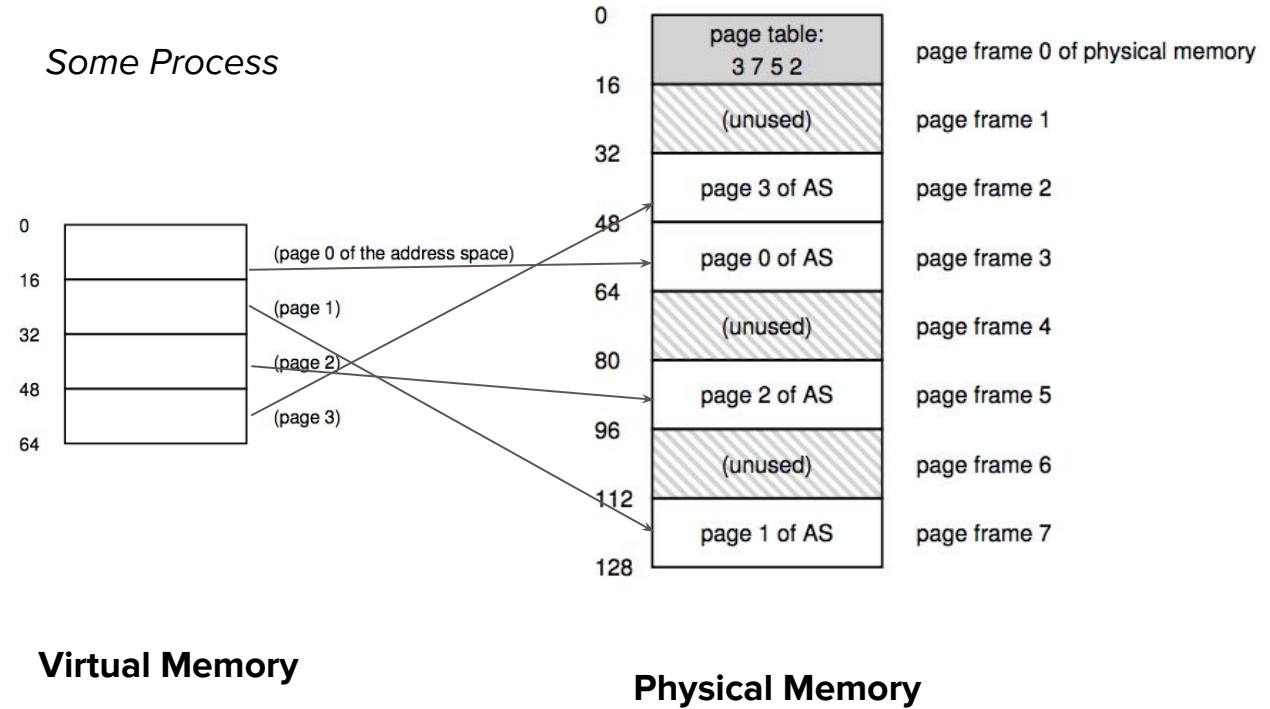 Some Process
0
16
32
48
64
(page 0 of the address space)
(page 1)
(page 2)
(page 3)
Virtual Memory
0
page table:
3 7 5 2
page frame 0 of physical memory
16
(unused)
page frame 1
32
page 3 of AS
page frame 2
48
page 0 of AS
page frame 3
64
(unused)
page frame 4
80
page 2 of AS
page frame 5
96
(unused)
page frame 6
112
page 1 of AS
page frame 7
128
Physical Memory